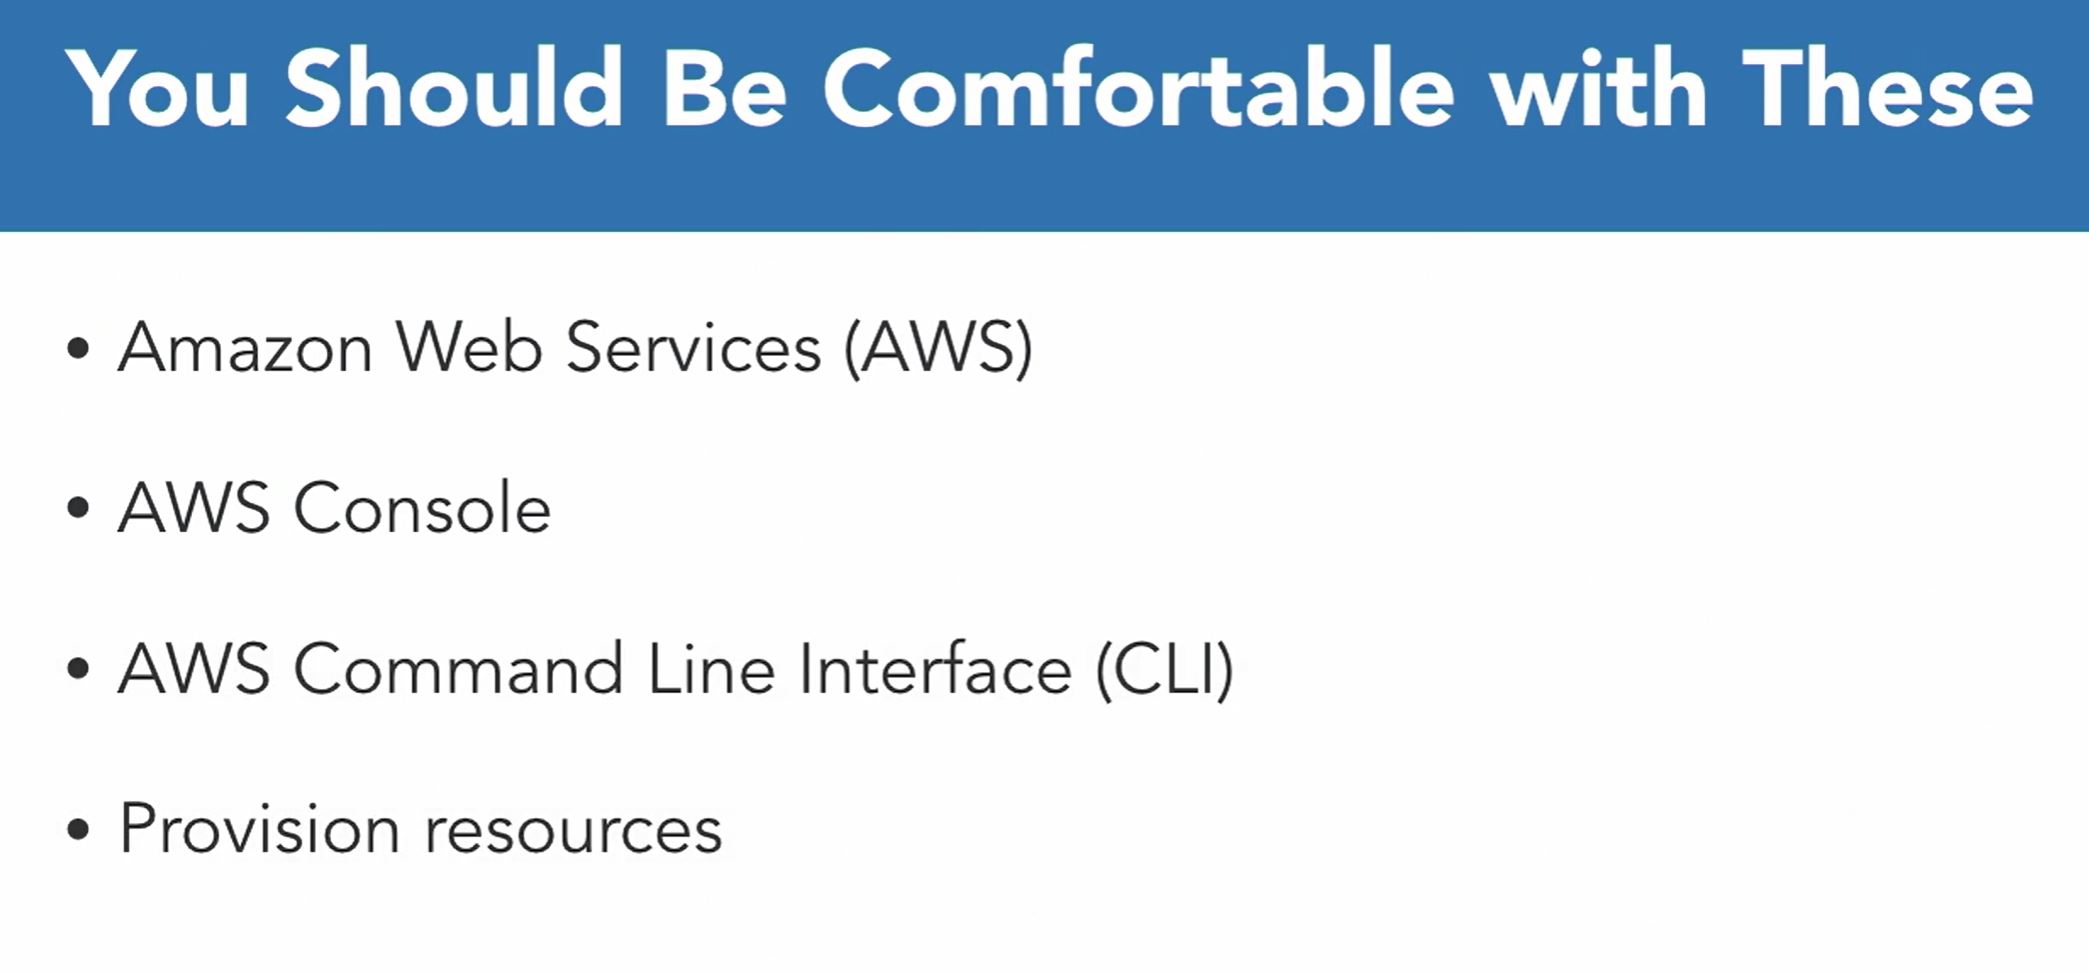 You Should Be Comfortable with These
• Amazon Web Services (AWS)
• AWS Console
• AWS Command Line Interface (CLI)
• Provision resources